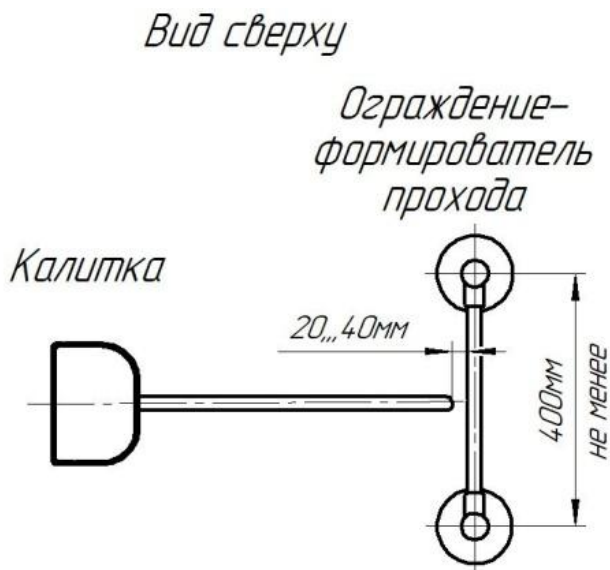 Вид сверху
Ограждение-
формирователь
прохода
Калитка
20,,,40мм
400мм
не менее